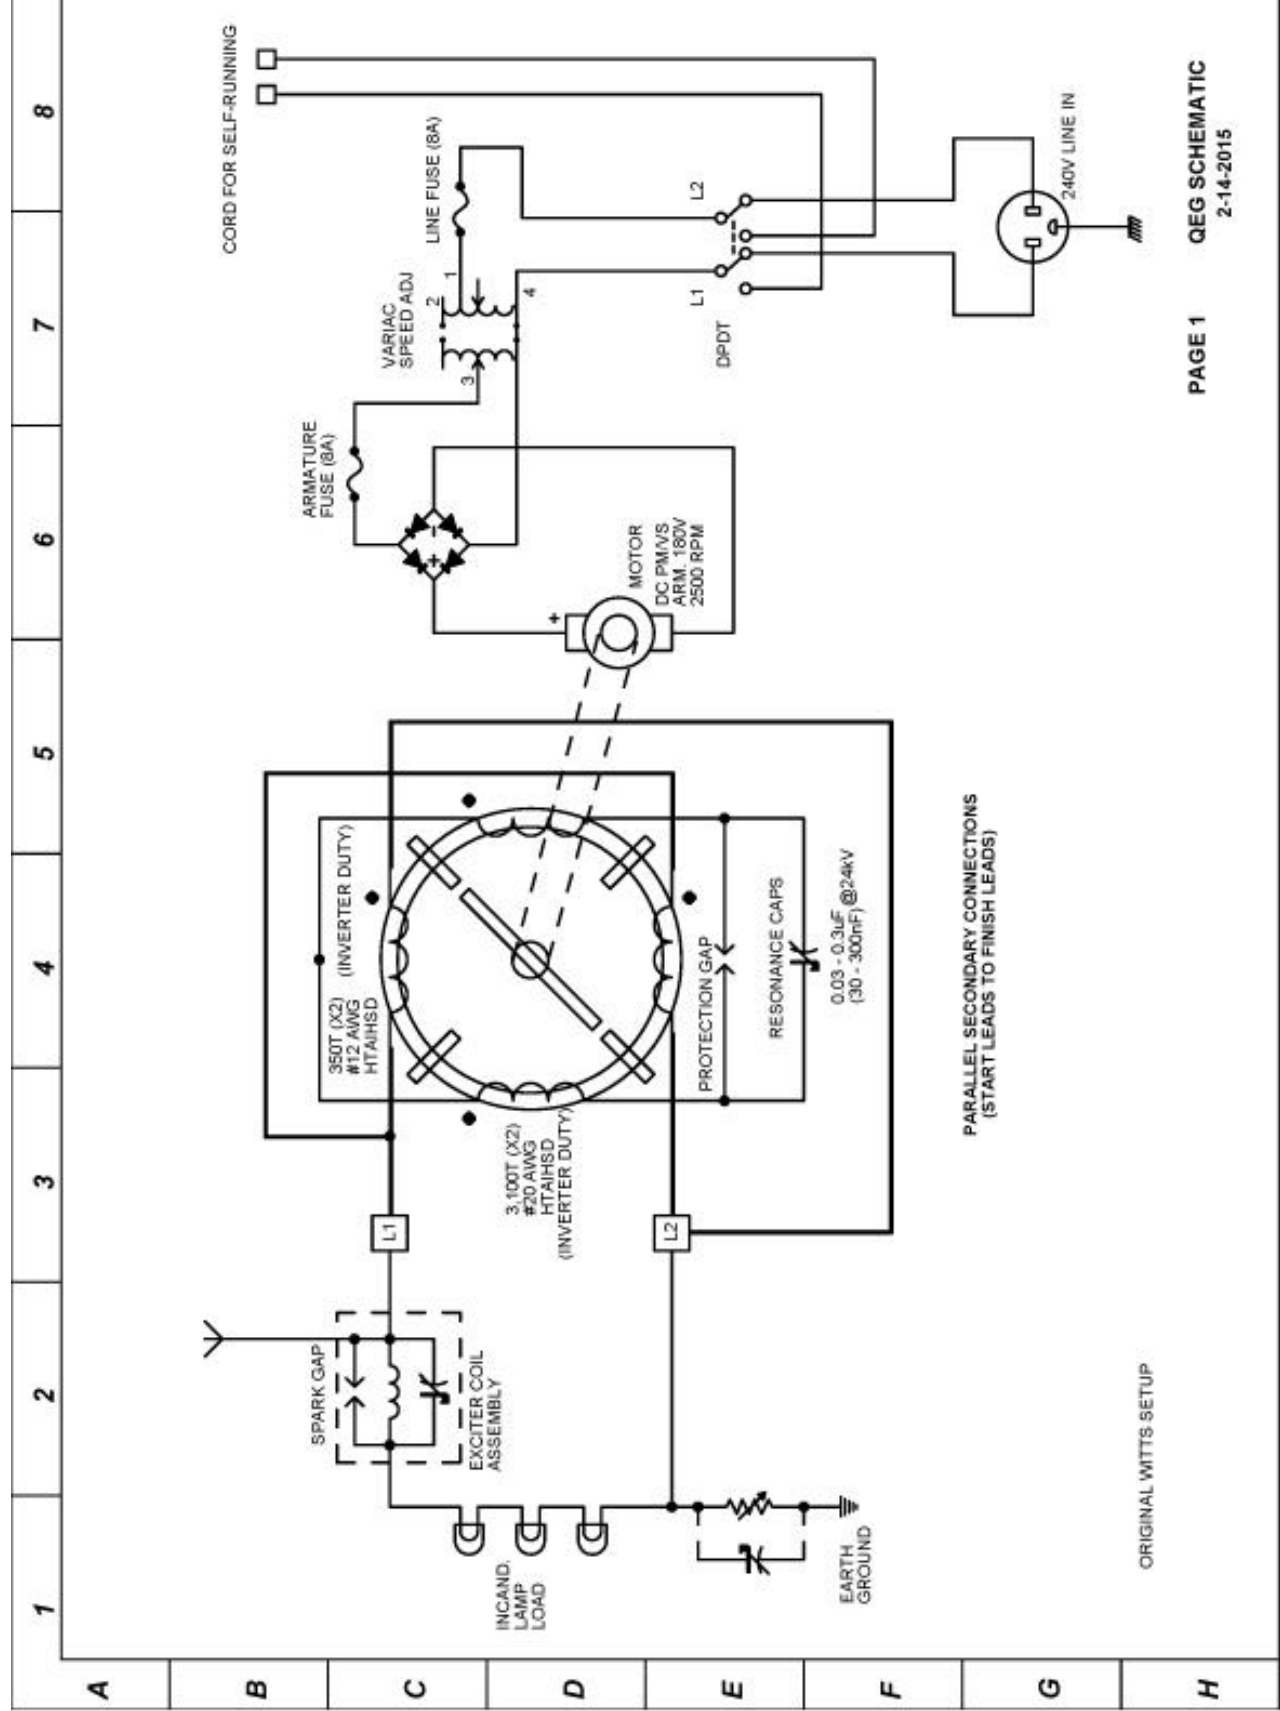 1
2
3
4
5
6
7
8
A
B
C
D
E
F
G
H
CORD FOR SELF-RUNNING
LINE FUSE (8A)
VARIAC
SPEED ADJ
1
2
3
4
ARMATURE
FUSE (8A)
+
-
+
MOTOR
DC PM/VS
ARM. 180V
2500 RPM
L1
L2
DPDT
240V LINE IN
350T (X2)
#12 AWG
HTAIHSD
(INVERTER DUTY)
3,100T (X2)
#20 AWG
HTAIHSD
(INVERTER DUTY)
PROTECTION GAP
RESONANCE CAPS
0.03 - 0.3uF
(30 - 300nF) @24kV
L1
L2
SPARK GAP
EXCITER COIL
ASSEMBLY
INCAND.
LAMP
LOAD
EARTH
GROUND
PARALLEL SECONDARY CONNECTIONS
(START LEADS TO FINISH LEADS)
ORIGINAL WITTS SETUP
PAGE 1 QEG SCHEMATIC
2-14-2015